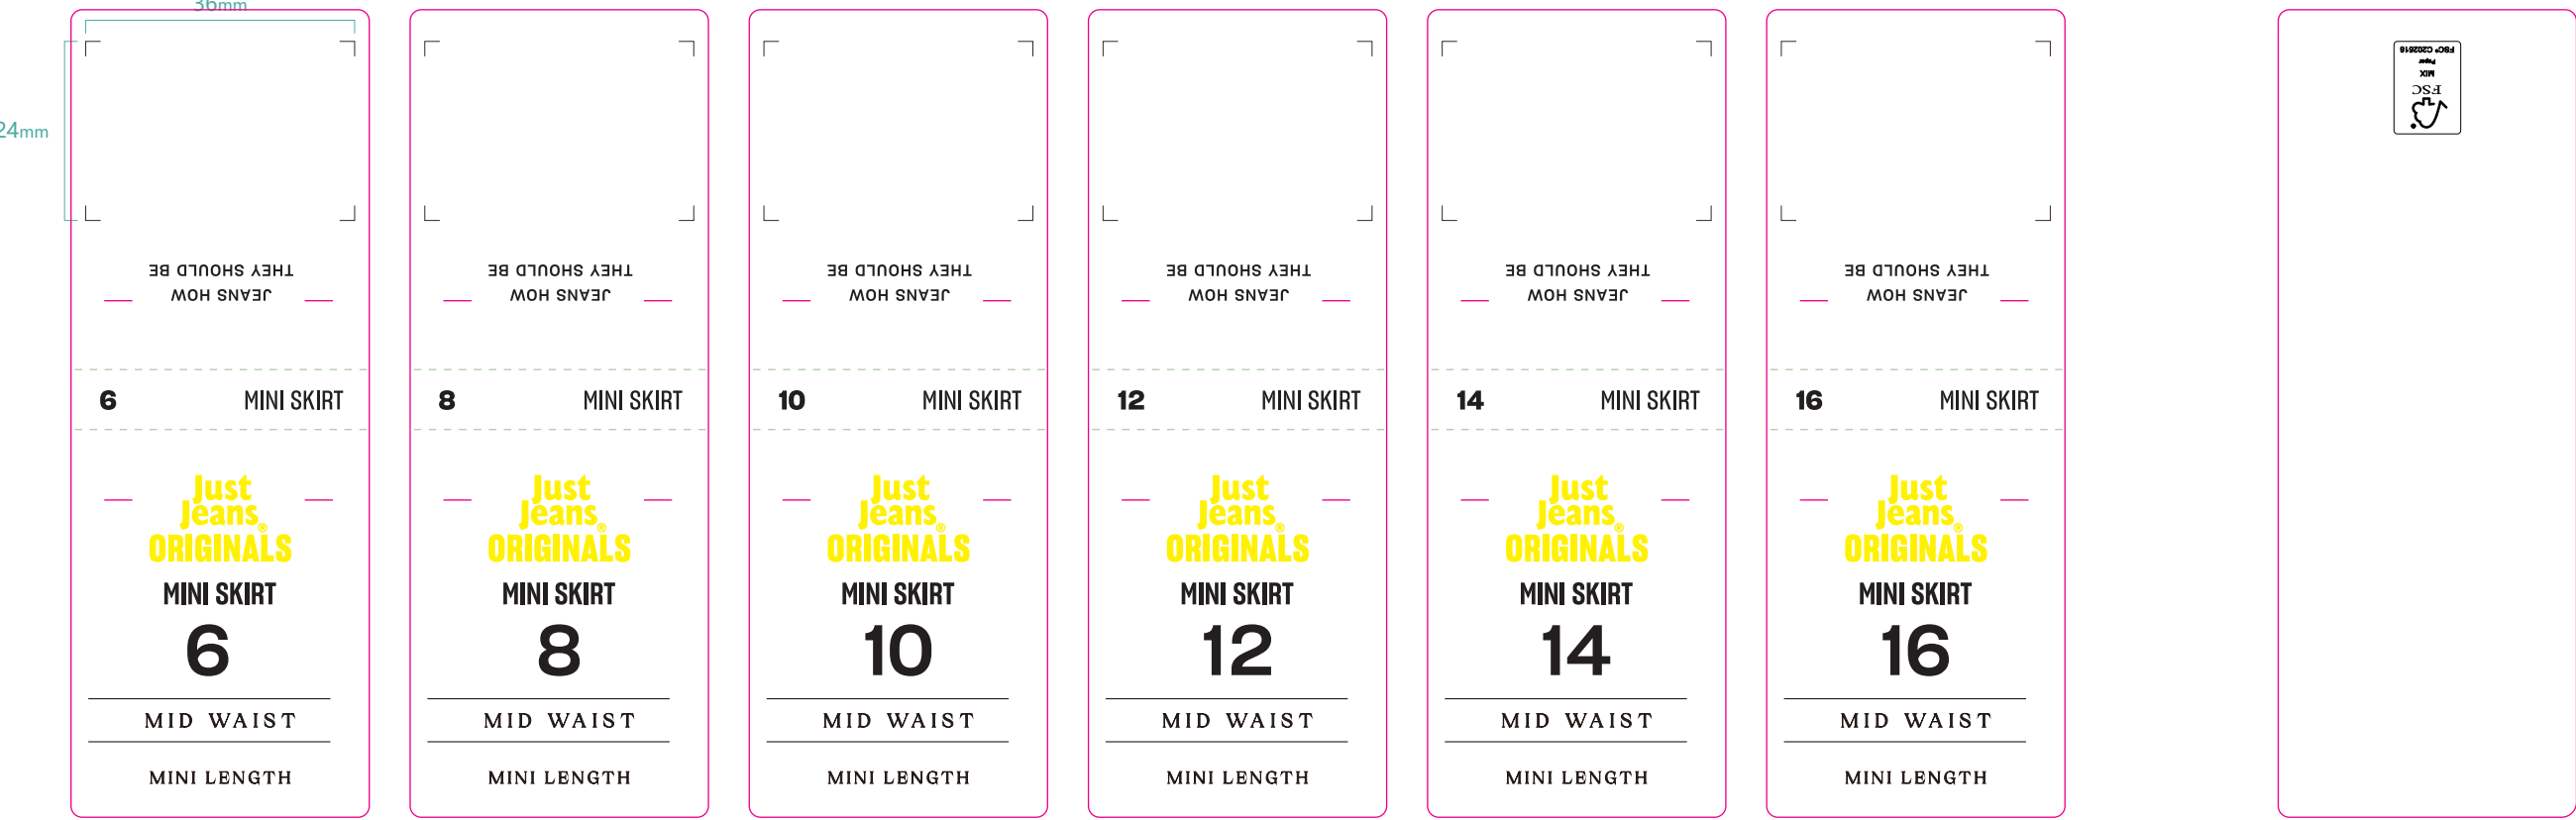 36mm
24mm
THEY SHOULD BE
JEANS HOW
6 MINI SKIRT
Just
Jeans®
ORIGINALS
MINI SKIRT
6
MID WAIST
MINI LENGTH
THEY SHOULD BE
JEANS HOW
8 MINI SKIRT
Just
Jeans®
ORIGINALS
MINI SKIRT
8
MID WAIST
MINI LENGTH
THEY SHOULD BE
JEANS HOW
10 MINI SKIRT
Just
Jeans®
ORIGINALS
MINI SKIRT
10
MID WAIST
MINI LENGTH
THEY SHOULD BE
JEANS HOW
12 MINI SKIRT
Just
Jeans®
ORIGINALS
MINI SKIRT
12
MID WAIST
MINI LENGTH
THEY SHOULD BE
JEANS HOW
14 MINI SKIRT
Just
Jeans®
ORIGINALS
MINI SKIRT
14
MID WAIST
MINI LENGTH
THEY SHOULD BE
JEANS HOW
16 MINI SKIRT
Just
Jeans®
ORIGINALS
MINI SKIRT
16
MID WAIST
MINI LENGTH
FSC
MIX
Paper
FSC® C202618